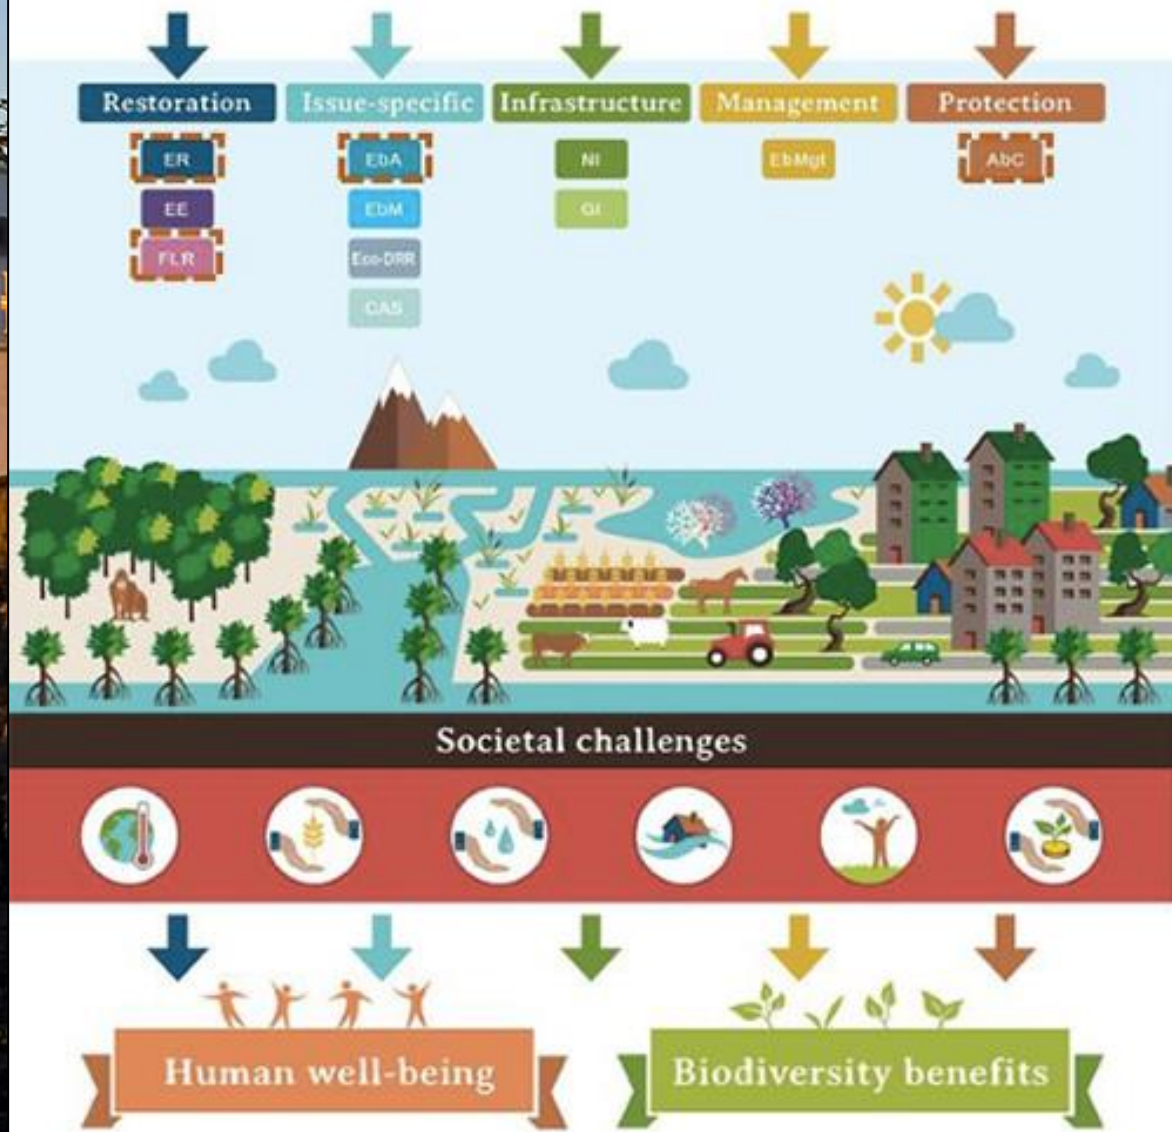 Restoration
Issue-specific
Infrastructure
Management
Protection
ER
EbA
NI
EbMgt
AbC
EE
EbM
GI
FLR
Eco-DRR
CAS
Societal challenges
Human well-being
Biodiversity benefits